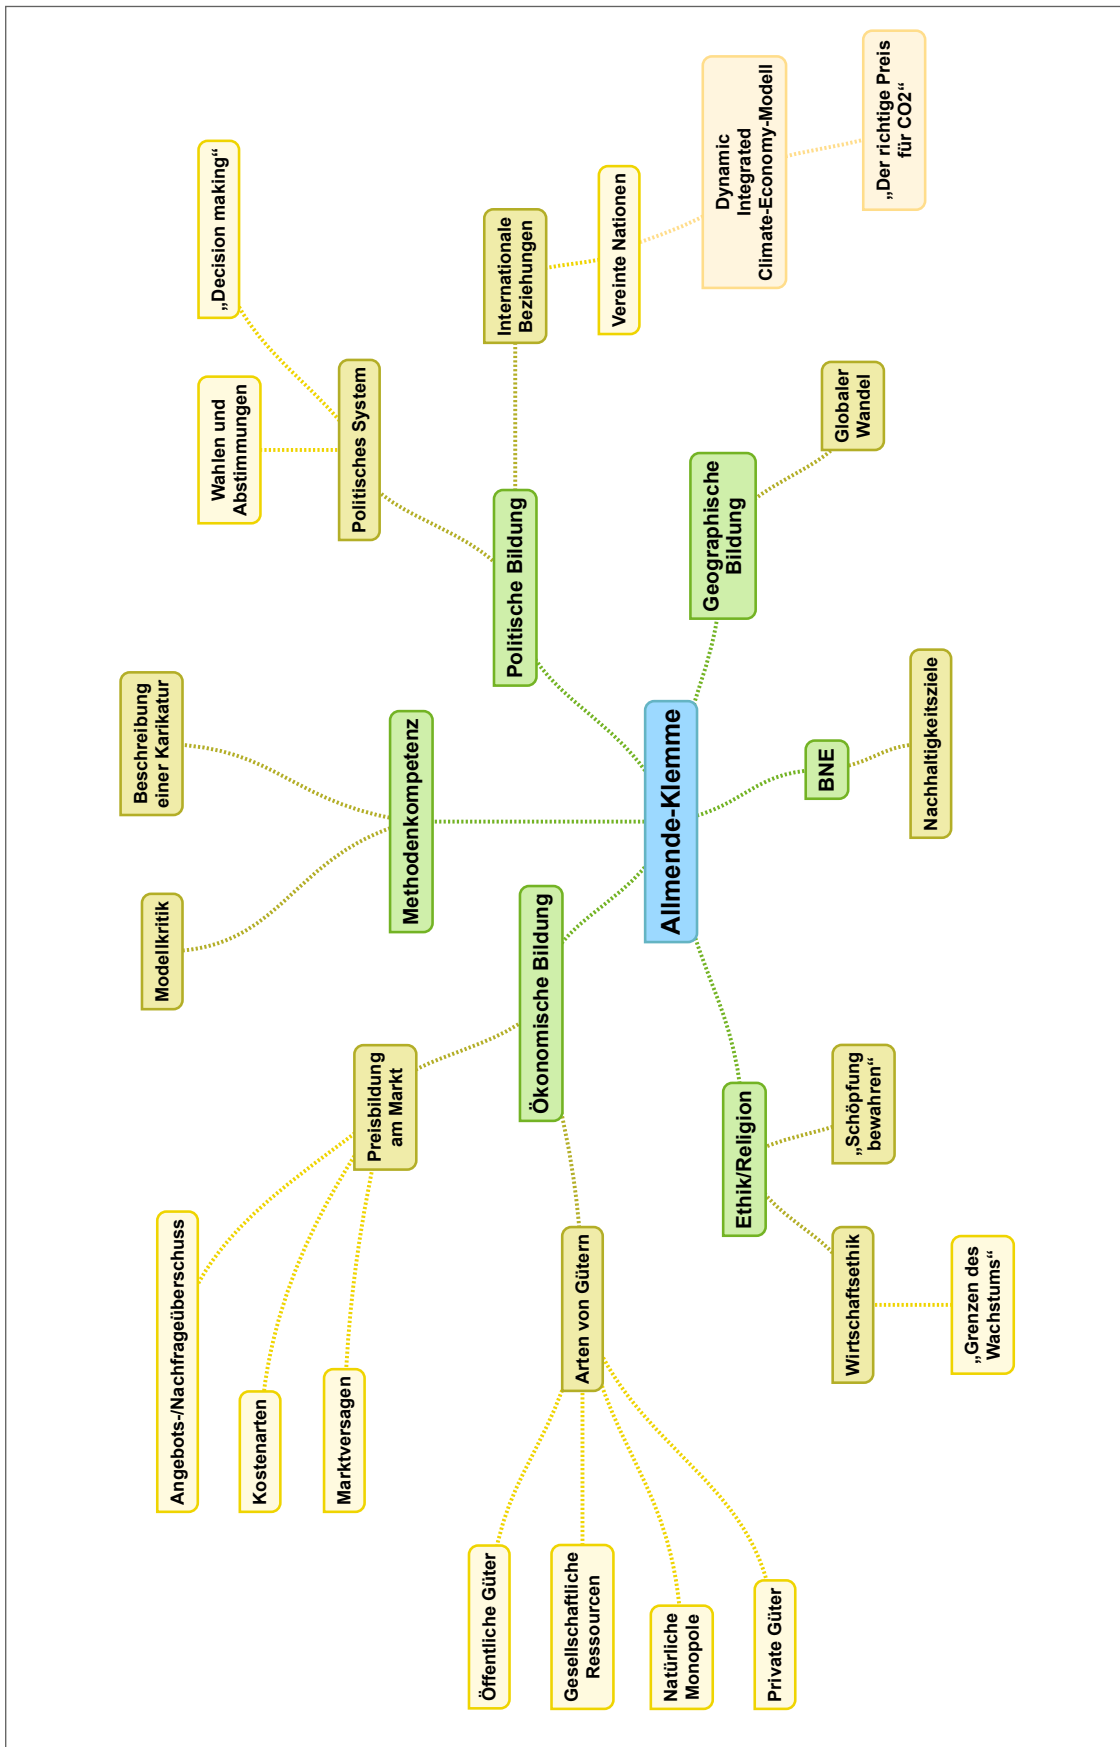 Angebots-/Nachfrageüberschuss
Kostenarten
Marktversagen
Preisbildung
am Markt
Modellkritik
Beschreibung
einer Karikatur
Methodenkompetenz
Wahlen und
Abstimmungen
„Decision making“
Politisches System
Öffentliche Güter
Gesellschaftliche
Ressourcen
Natürliche
Monopole
Private Güter
Arten von Gütern
Ökonomische Bildung
Politische Bildung
Internationale
Beziehungen
Vereinte Nationen
Dynamic
Integrated
Climate-Economy-Modell
„Der richtige Preis
für CO2“
Allmende-Klemme
Ethik/Religion
„Schöpfung
bewahren“
Wirtschaftsethik
„Grenzen des
Wachstums“
BNE
Nachhaltigkeitsziele
Geographische
Bildung
Globaler
Wandel